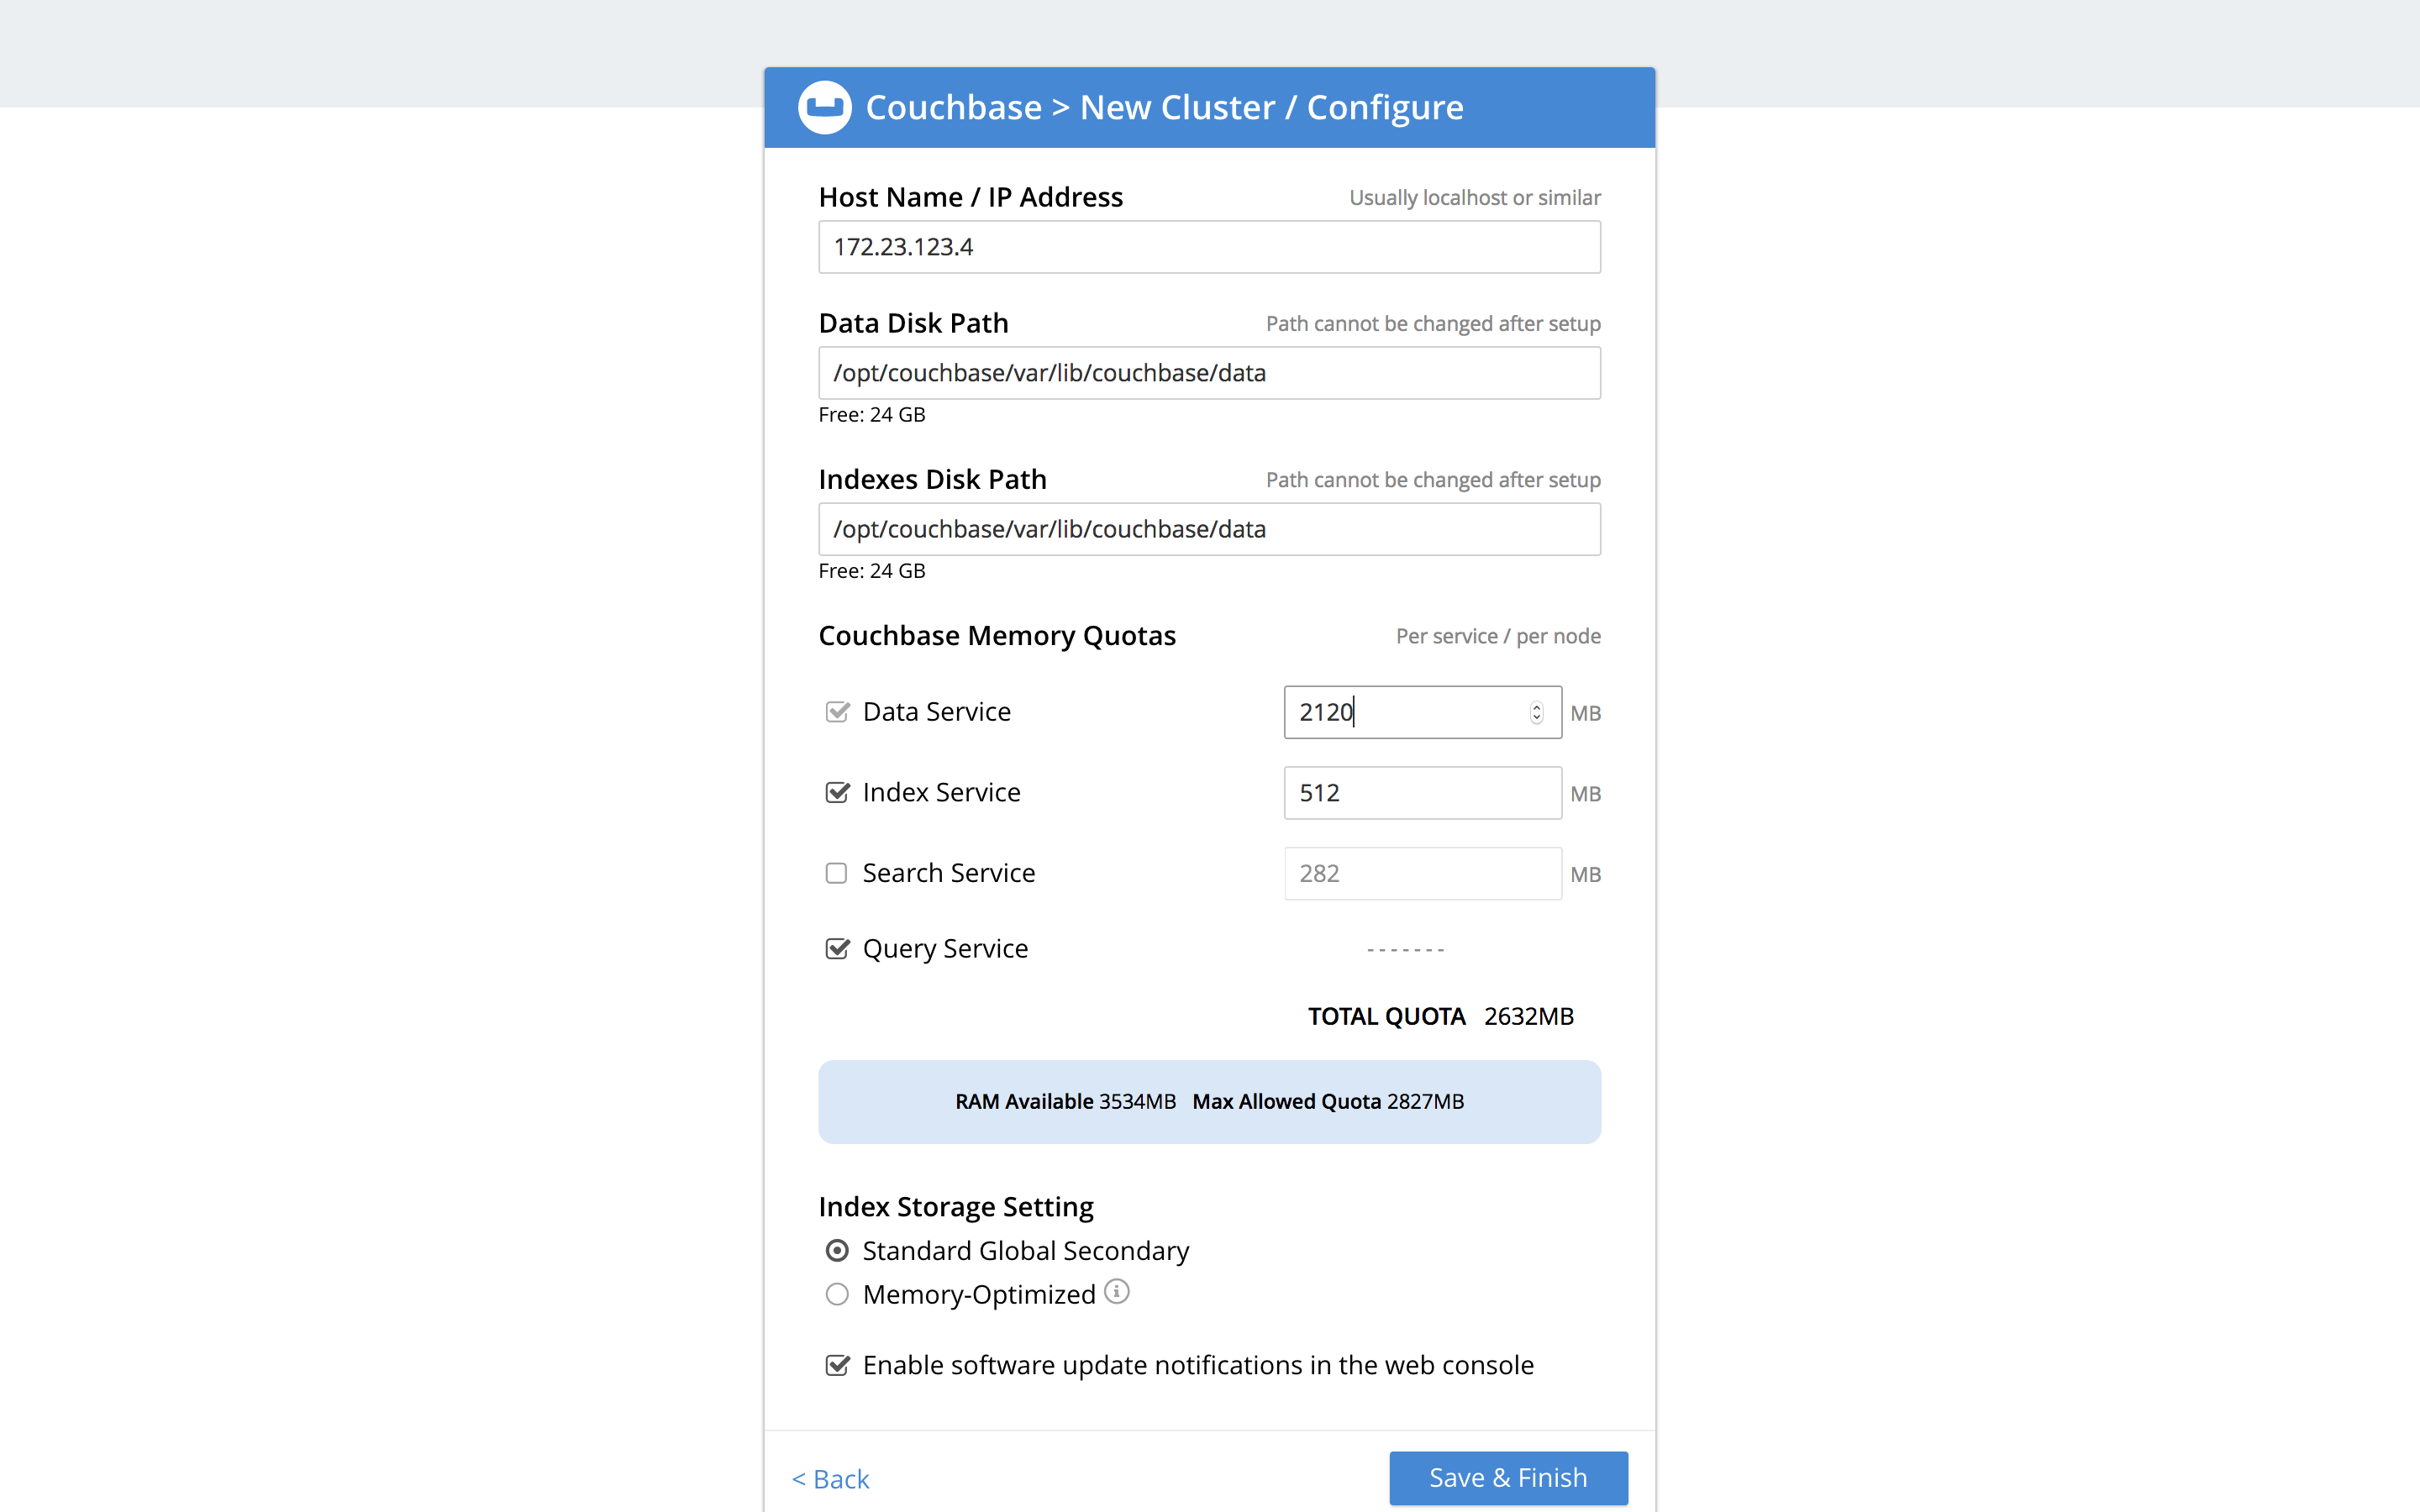 Couchbase > New Cluster / Configure
Host Name / IP Address Usually localhost or similar
172.23.123.4
Data Disk Path Path cannot be changed after setup
/opt/couchbase/var/lib/couchbase/data
Free: 24 GB
Indexes Disk Path Path cannot be changed after setup
/opt/couchbase/var/lib/couchbase/data
Free: 24 GB
Couchbase Memory Quotas Per service / per node
Data Service 2120 MB
Index Service 512 MB
Search Service 282 MB
Query Service -------
TOTAL QUOTA 2632MB
RAM Available 3534MB Max Allowed Quota 2827MB
Index Storage Setting
Standard Global Secondary
Memory-Optimized i
Enable software update notifications in the web console
< Back Save & Finish